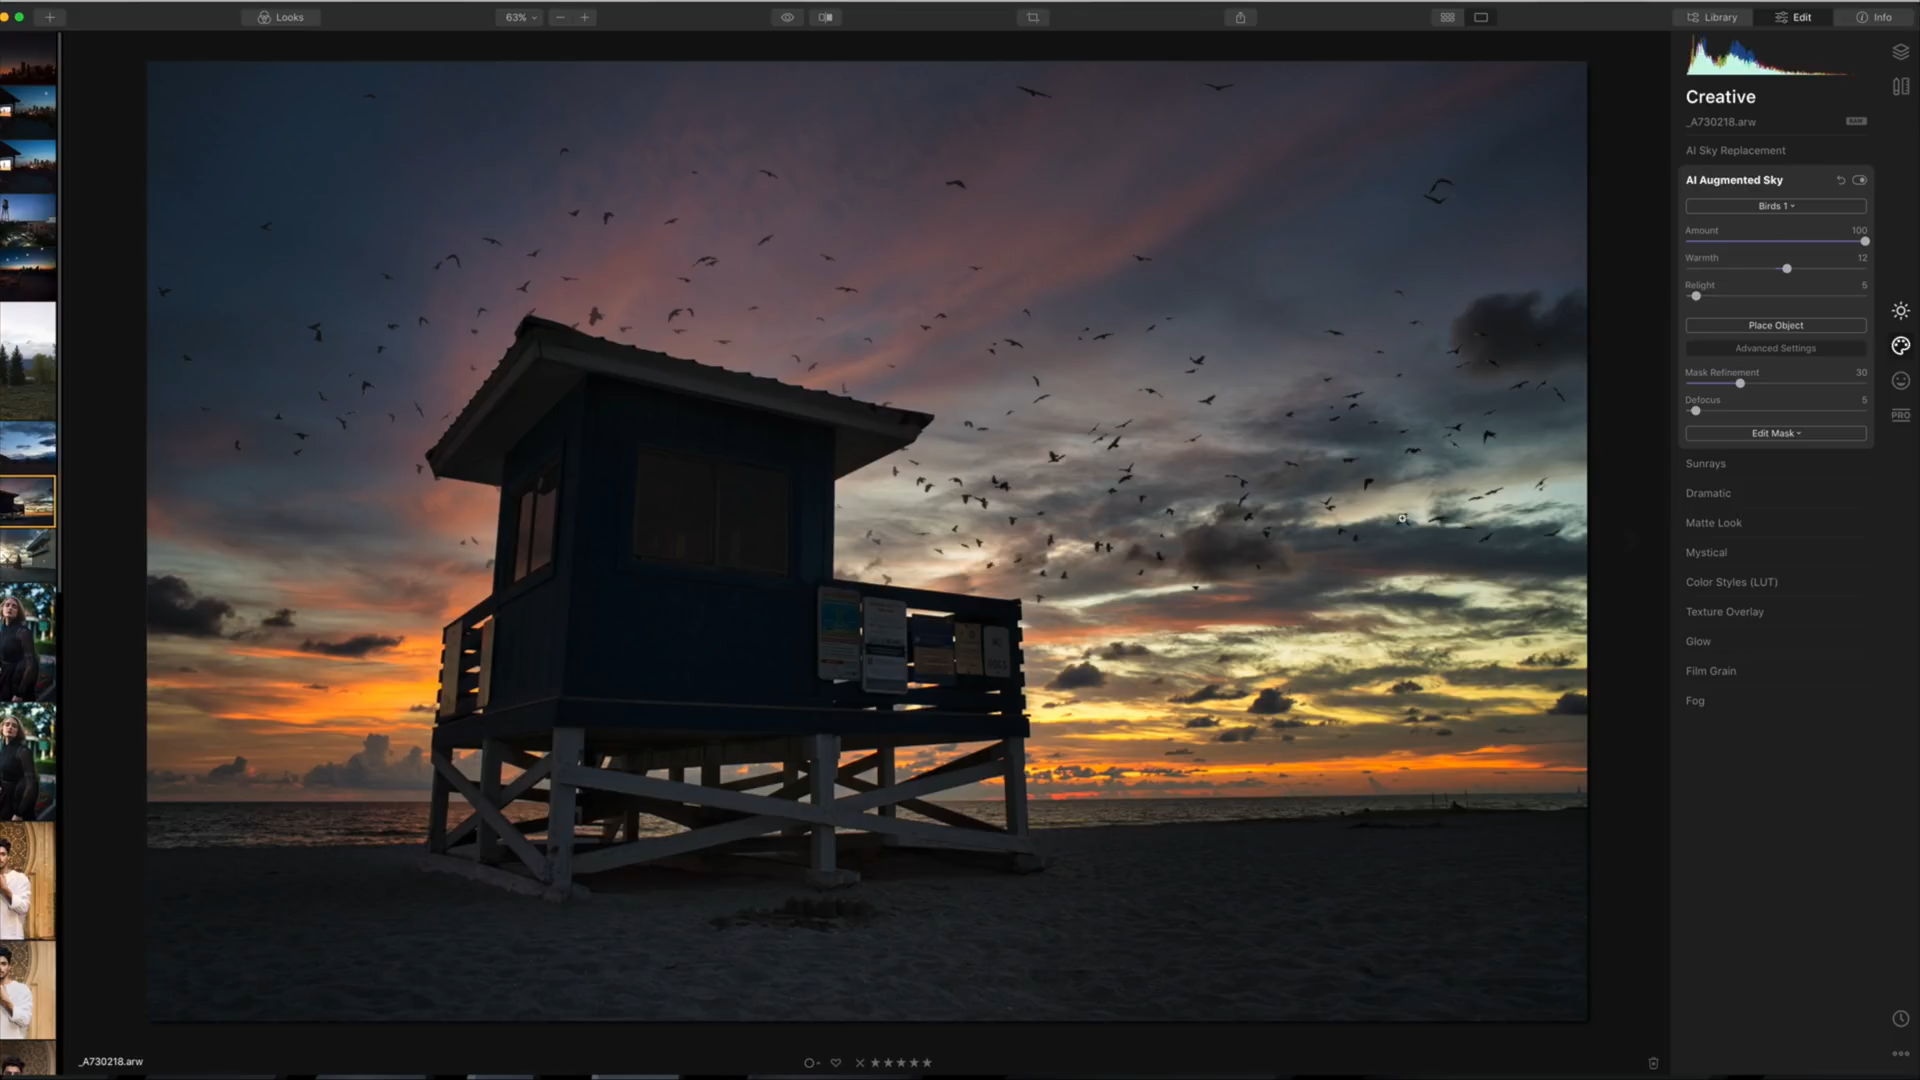 Looks
63%
Library
Edit
Info
Creative
_A730218.arw
RAW
AI Sky Replacement
AI Augmented Sky
Birds 1
Amount 100
Warmth 12
Relight 5
Place Object
Advanced Settings
Mask Refinement 30
Defocus 5
Edit Mask
Sunrays
Dramatic
Matte Look
Mystical
Color Styles (LUT)
Texture Overlay
Glow
Film Grain
Fog
PRO
_A730218.arw